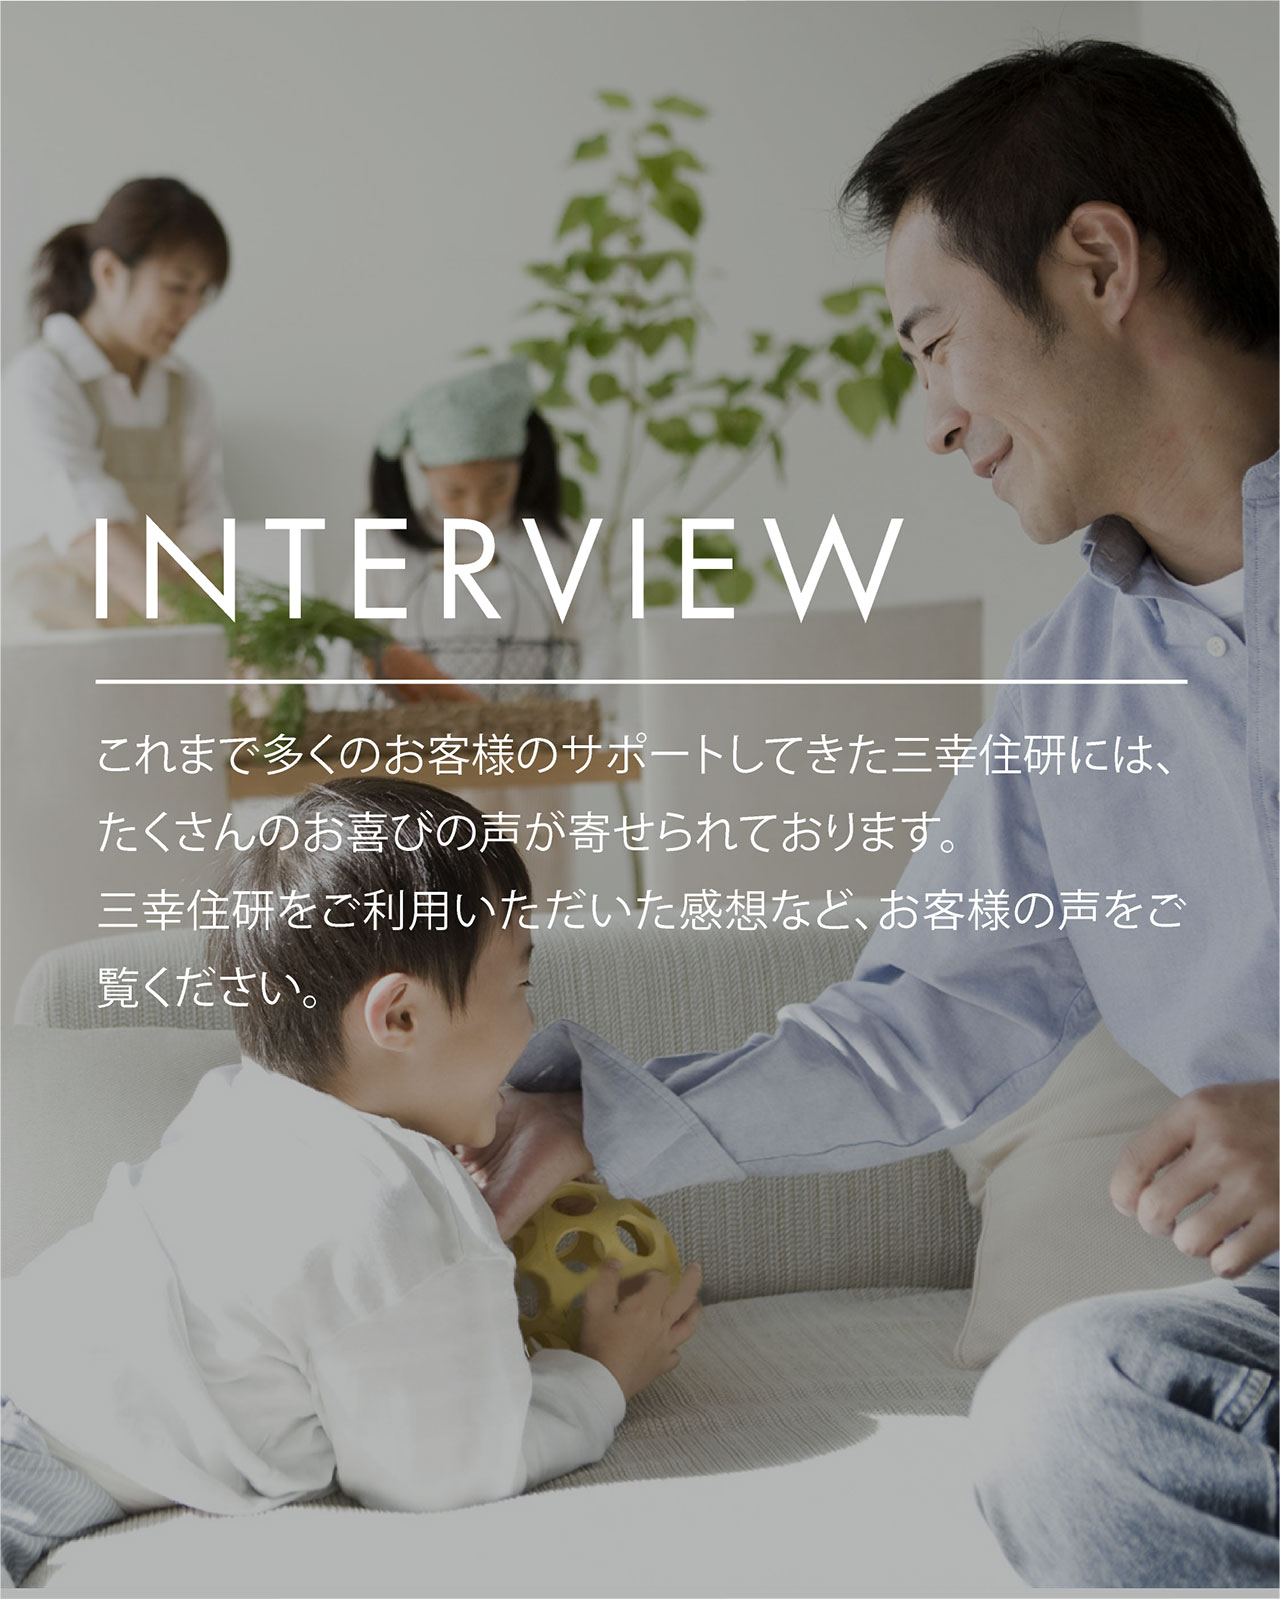 INTERVIEW
これまで多くのお客様のサポートしてきた三幸住研には、
たくさんのお喜びの声が寄せられております。
三幸住研をご利用いただいた感想など、お客様の声をご
覧ください。